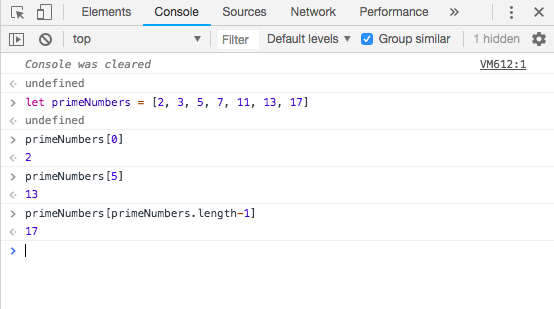 Elements Console Sources Network Performance »
top Filter Default levels Group similar 1 hidden
Console was cleared VM612:1
undefined
let primeNumbers = [2, 3, 5, 7, 11, 13, 17]
undefined
primeNumbers[0]
2
primeNumbers[5]
13
primeNumbers[primeNumbers.length-1]
17